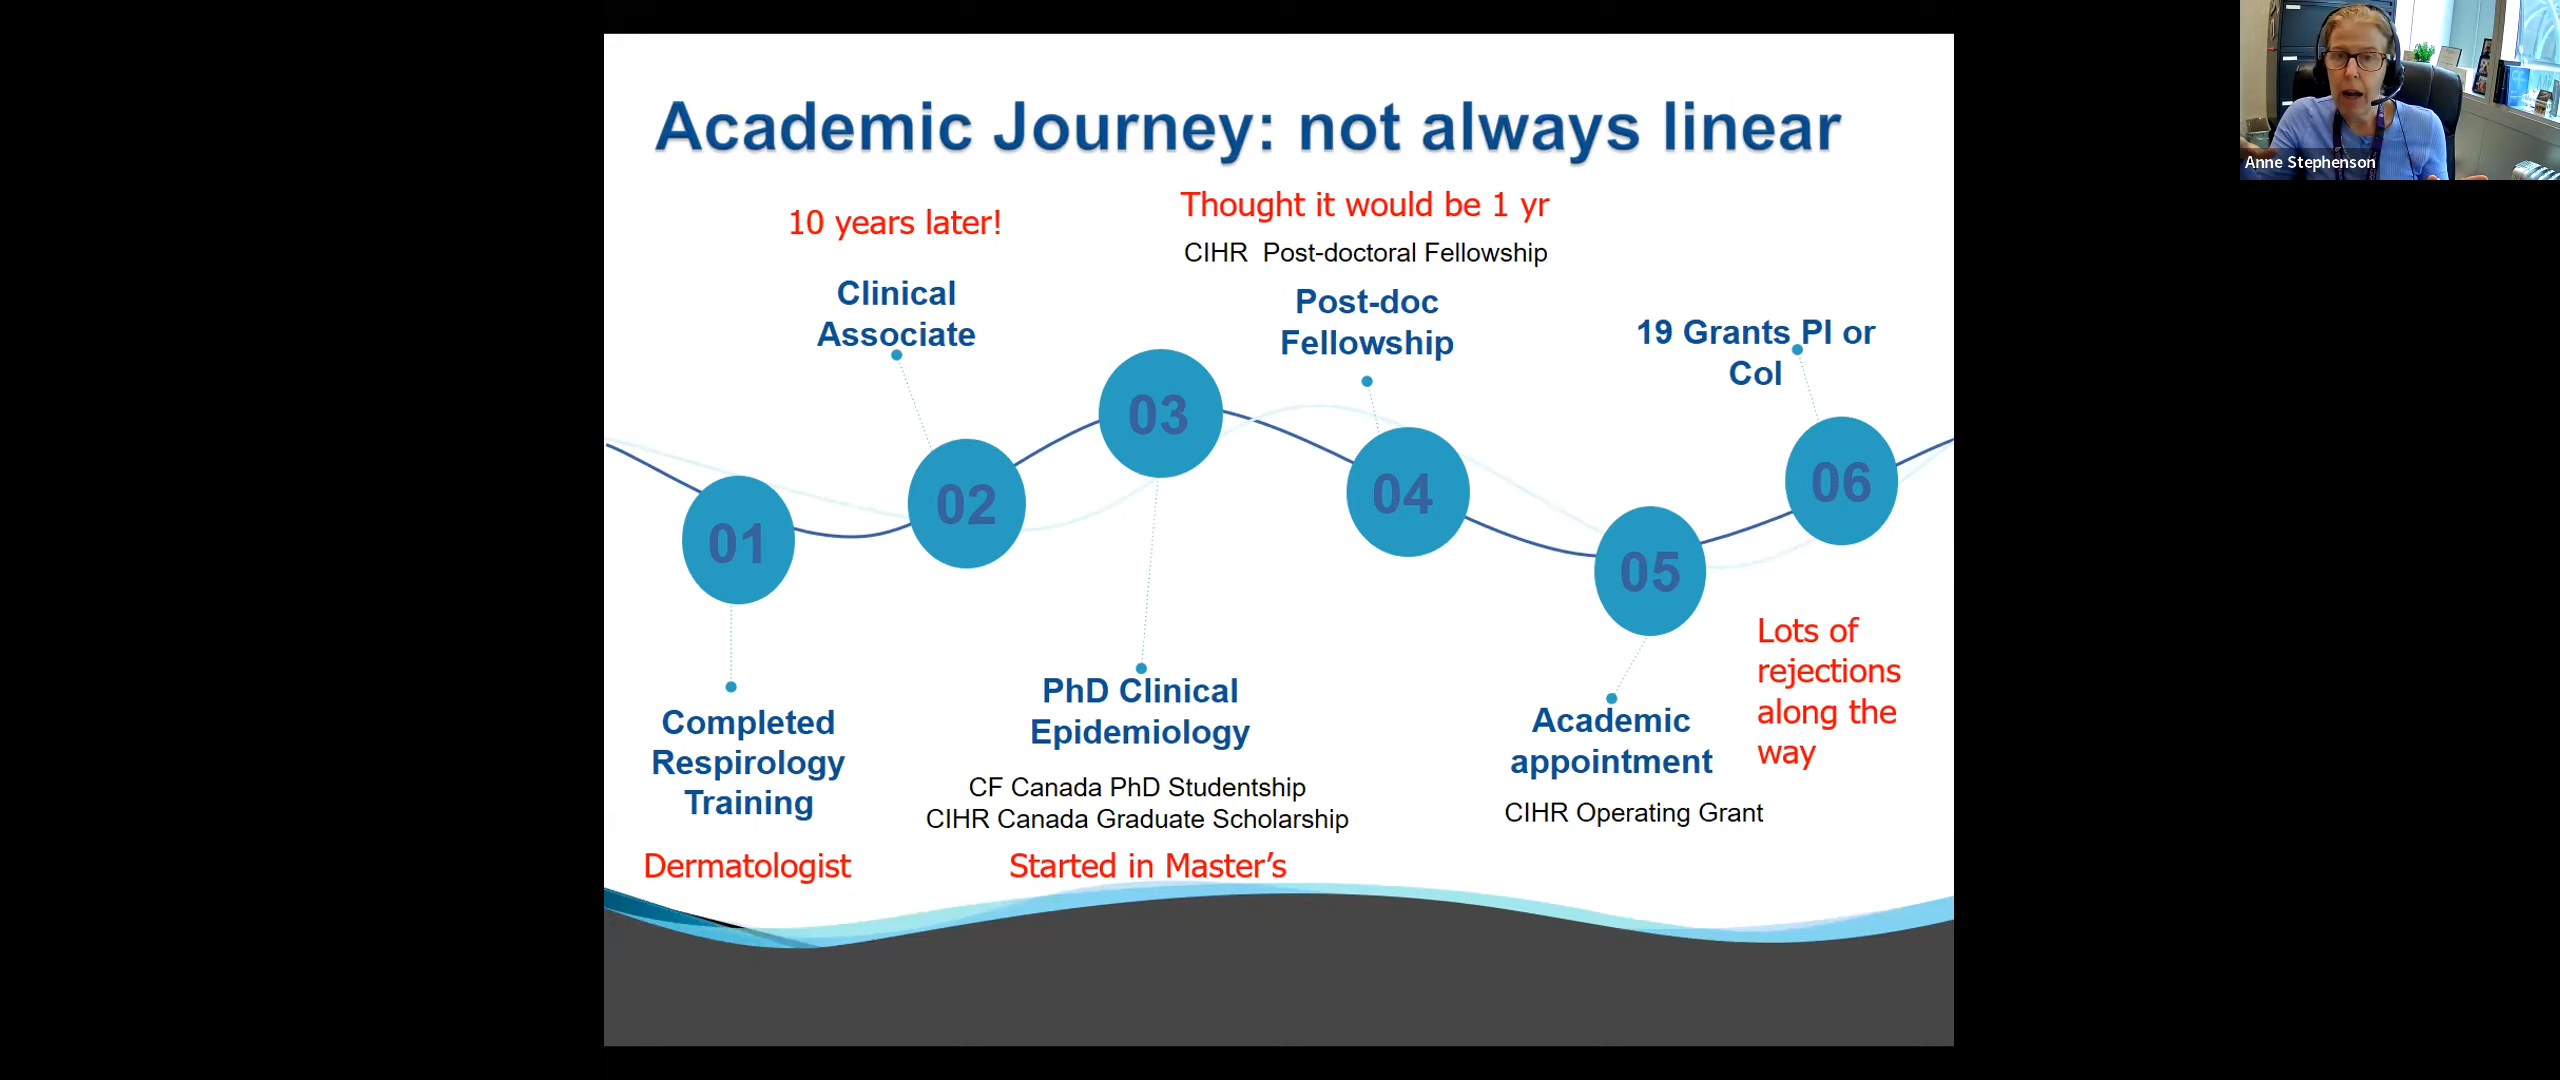 Academic Journey: not always linear
10 years later!
Thought it would be 1 yr
CIHR  Post-doctoral Fellowship
Clinical
Associate
Post-doc
Fellowship
19 Grants PI or
CoI
01
02
03
04
05
06
Completed
Respirology
Training
Dermatologist
PhD Clinical
Epidemiology
CF Canada PhD Studentship
CIHR Canada Graduate Scholarship
Started in Master’s
Academic
appointment
CIHR Operating Grant
Lots of
rejections
along the
way
Anne Stephenson